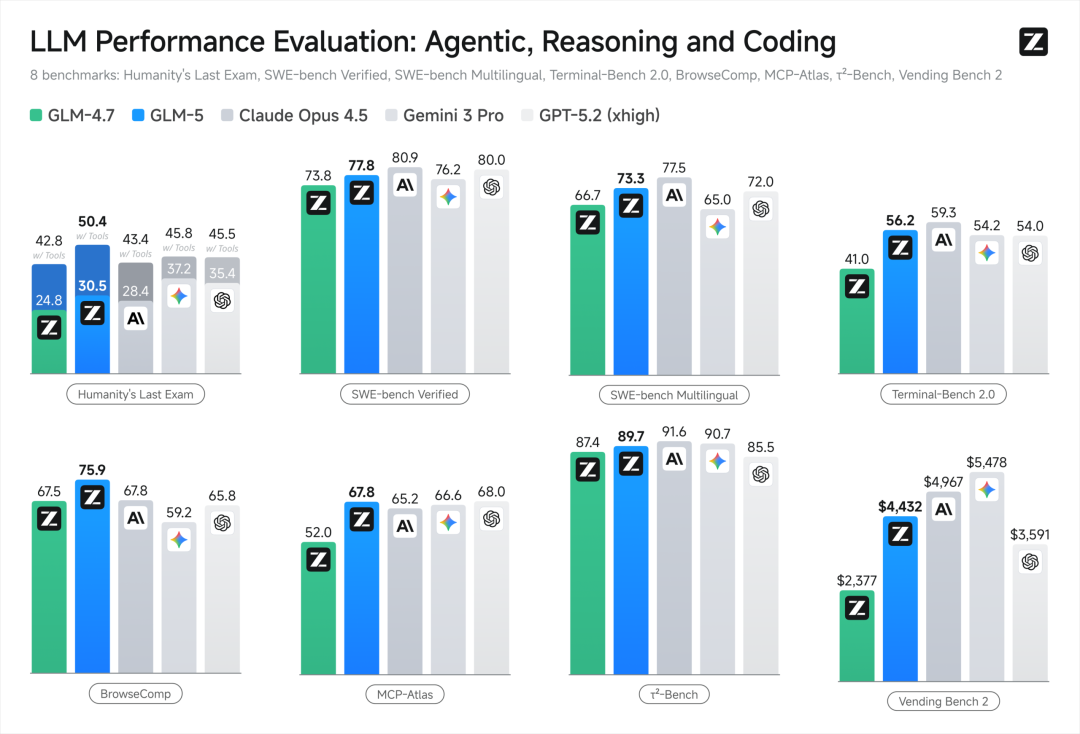 LLM Performance Evaluation: Agentic, Reasoning and Coding
Z
8 benchmarks: Humanity's Last Exam, SWE-bench Verified, SWE-bench Multilingual, Terminal-Bench 2.0, BrowseComp, MCP-Atlas, τ²-Bench, Vending Bench 2
GLM-4.7 GLM-5 Claude Opus 4.5 Gemini 3 Pro GPT-5.2 (xhigh)
42.8 50.4 43.4 45.8 45.5
w/ Tools w/ Tools w/ Tools w/ Tools w/ Tools
24.8 30.5 28.4 37.2 35.4
Z Z A\
Humanity's Last Exam
73.8 77.8 80.9 76.2 80.0
Z Z A\
SWE-bench Verified
66.7 73.3 77.5 65.0 72.0
Z Z A\
SWE-bench Multilingual
41.0 56.2 59.3 54.2 54.0
Z Z A\
Terminal-Bench 2.0
67.5 75.9 67.8 59.2 65.8
Z Z A\
BrowseComp
52.0 67.8 65.2 66.6 68.0
Z Z A\
MCP-Atlas
87.4 89.7 91.6 90.7 85.5
Z Z A\
τ²-Bench
$2,377 $4,432 $4,967 $5,478 $3,591
Z Z A\
Vending Bench 2